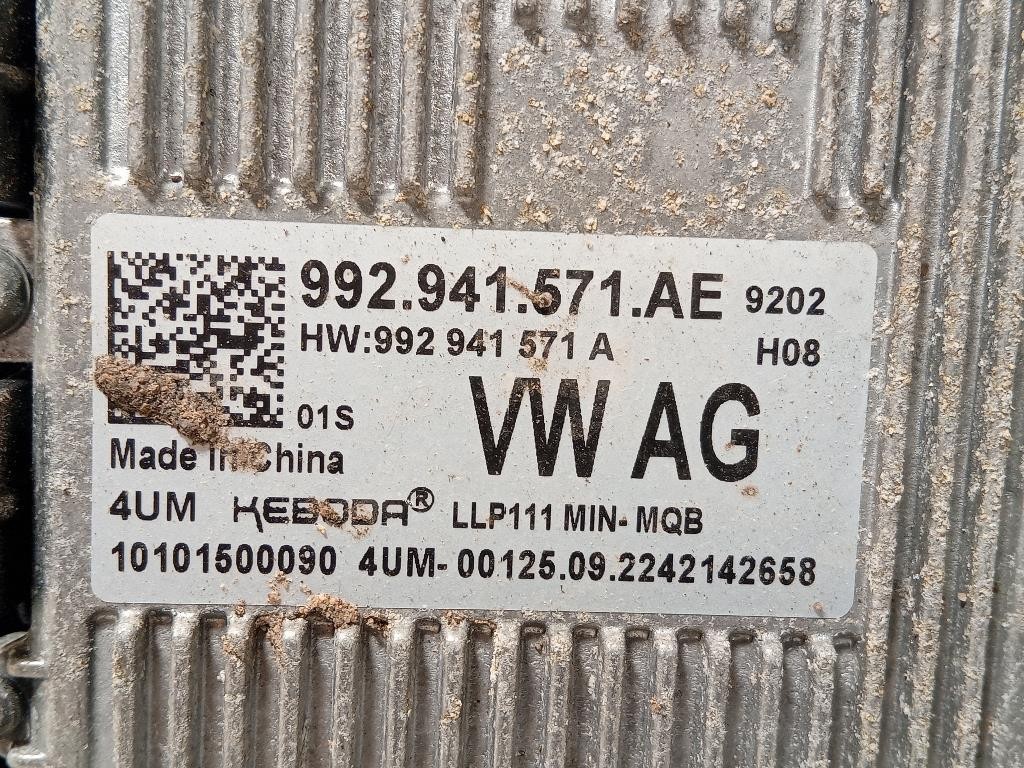 992.941.571.AE 9202
HW:992 941 571 A H08
VW AG
01S
Made in China
4UM KEBODA® LLP111 MIN-MQB
10101500090 4UM-00125.09.2242142658